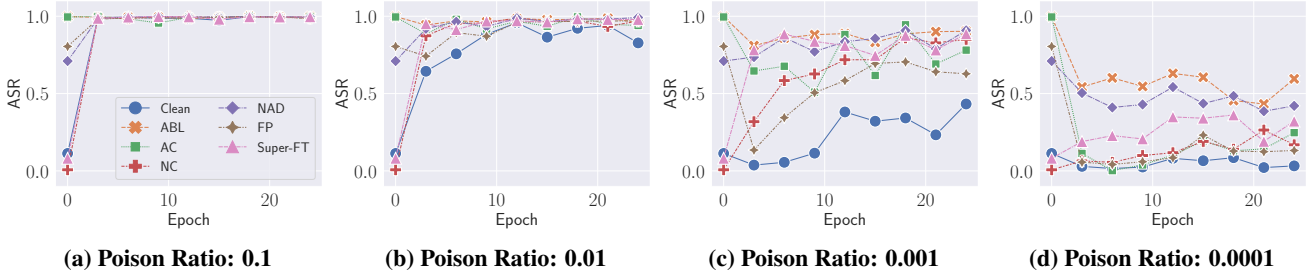 1.0
0.5
0.0
ASR
0 10 20
Epoch
Clean
ABL
AC
NC
NAD
FP
Super-FT
(a) Poison Ratio: 0.1
1.0
0.5
0.0
ASR
0 10 20
Epoch
(b) Poison Ratio: 0.01
1.0
0.5
0.0
ASR
0 10 20
Epoch
(c) Poison Ratio: 0.001
1.0
0.5
0.0
ASR
0 10 20
Epoch
(d) Poison Ratio: 0.0001